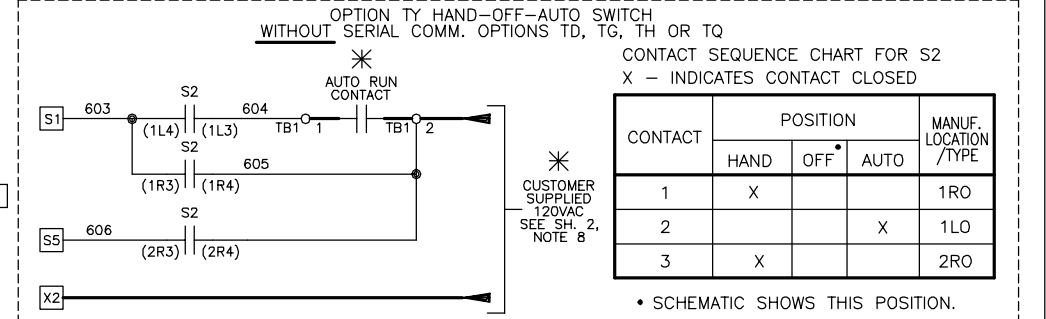 OPTION TY HAND-OFF-AUTO SWITCH
WITHOUT SERIAL COMM. OPTIONS TD, TG, TH OR TQ
AUTO RUN
CONTACT
S1
603
S2
604
(1L4)
(1L3)
TB1
1
TB1
2
S2
605
(1R3)
(1R4)
S5
606
S2
(2R3)
(2R4)
X2
CUSTOMER
SUPPLIED
120VAC
SEE SH. 2,
NOTE 8
CONTACT SEQUENCE CHART FOR S2
X – INDICATES CONTACT CLOSED
CONTACT
POSITION
MANUF.
LOCATION
/TYPE
HAND
OFF•
AUTO
1 X 1RO
2 X 1LO
3 X 2RO
• SCHEMATIC SHOWS THIS POSITION.